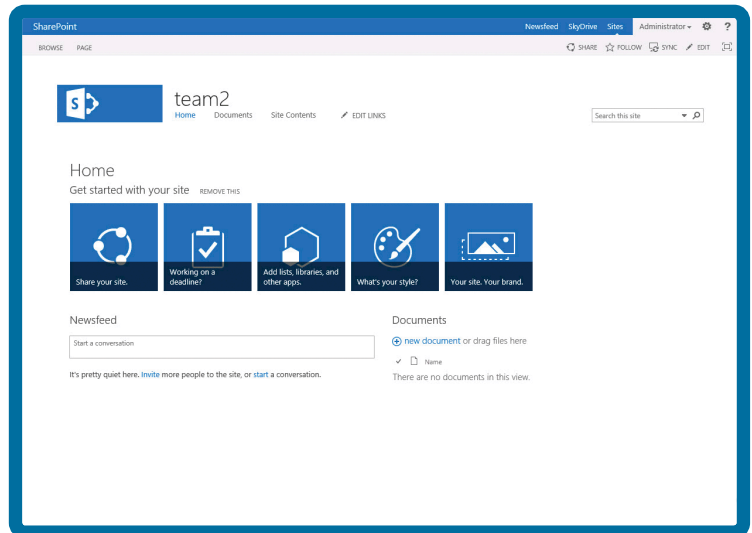 SharePoint
Newsfeed SkyDrive Sites Administrator ?
BROWSE PAGE
SHARE FOLLOW SYNC EDIT
S
team2
Home Documents Site Contents EDIT LINKS
Search this site
Home
Get started with your site REMOVE THIS
Share your site.
Working on a
deadline?
Add lists, libraries, and
other apps.
What's your style?
Your site. Your brand.
Newsfeed
Start a conversation
It's pretty quiet here. Invite more people to the site, or start a conversation.
Documents
new document or drag files here
Name
There are no documents in this view.